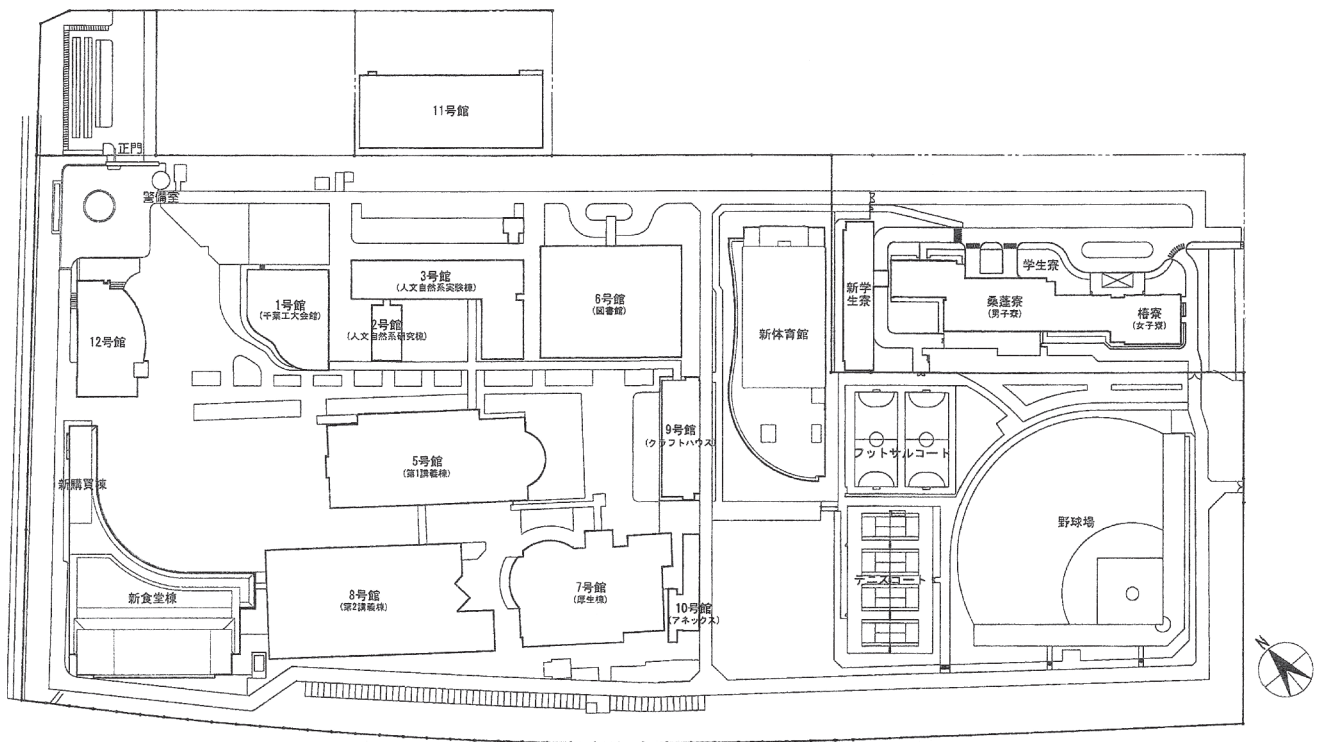 11号館
正門
警備室
12号館
1号館
(千葉工大会館)
3号館
(人文自然系実験棟)
2号館
(人文自然系研究棟)
6号館
(図書館)
新体育館
新学生寮
学生寮
桑蓬寮
(男子寮)
椿寮
(女子寮)
新購買棟
5号館
(第1講義棟)
9号館
(クラフトハウス)
フットサルコート
野球場
新食堂棟
8号館
(第2講義棟)
7号館
(厚生棟)
10号館
(アネックス)
テニスコート
N